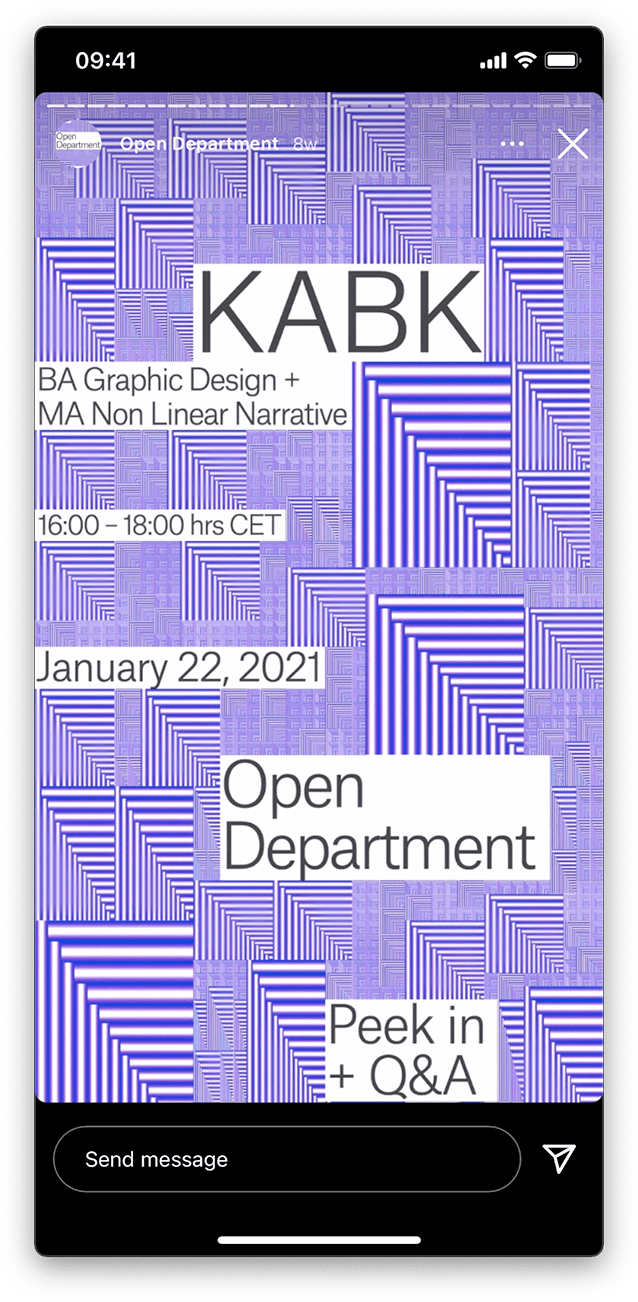 09:41
Open
Department
Open Department 8w
KABK
BA Graphic Design +
MA Non Linear Narrative
16:00 – 18:00 hrs CET
January 22, 2021
Open
Department
Peek in
+ Q&A
Send message